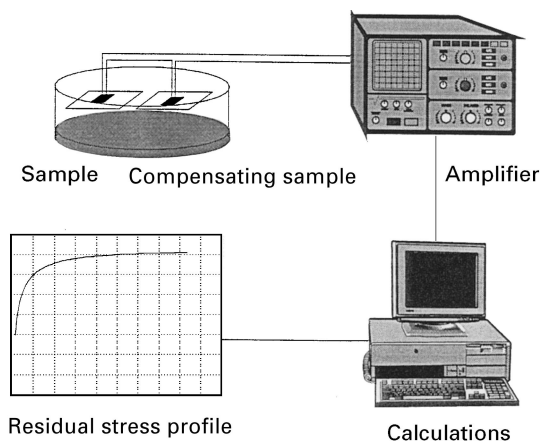 Sample
Compensating sample
Amplifier
Residual stress profile
Calculations